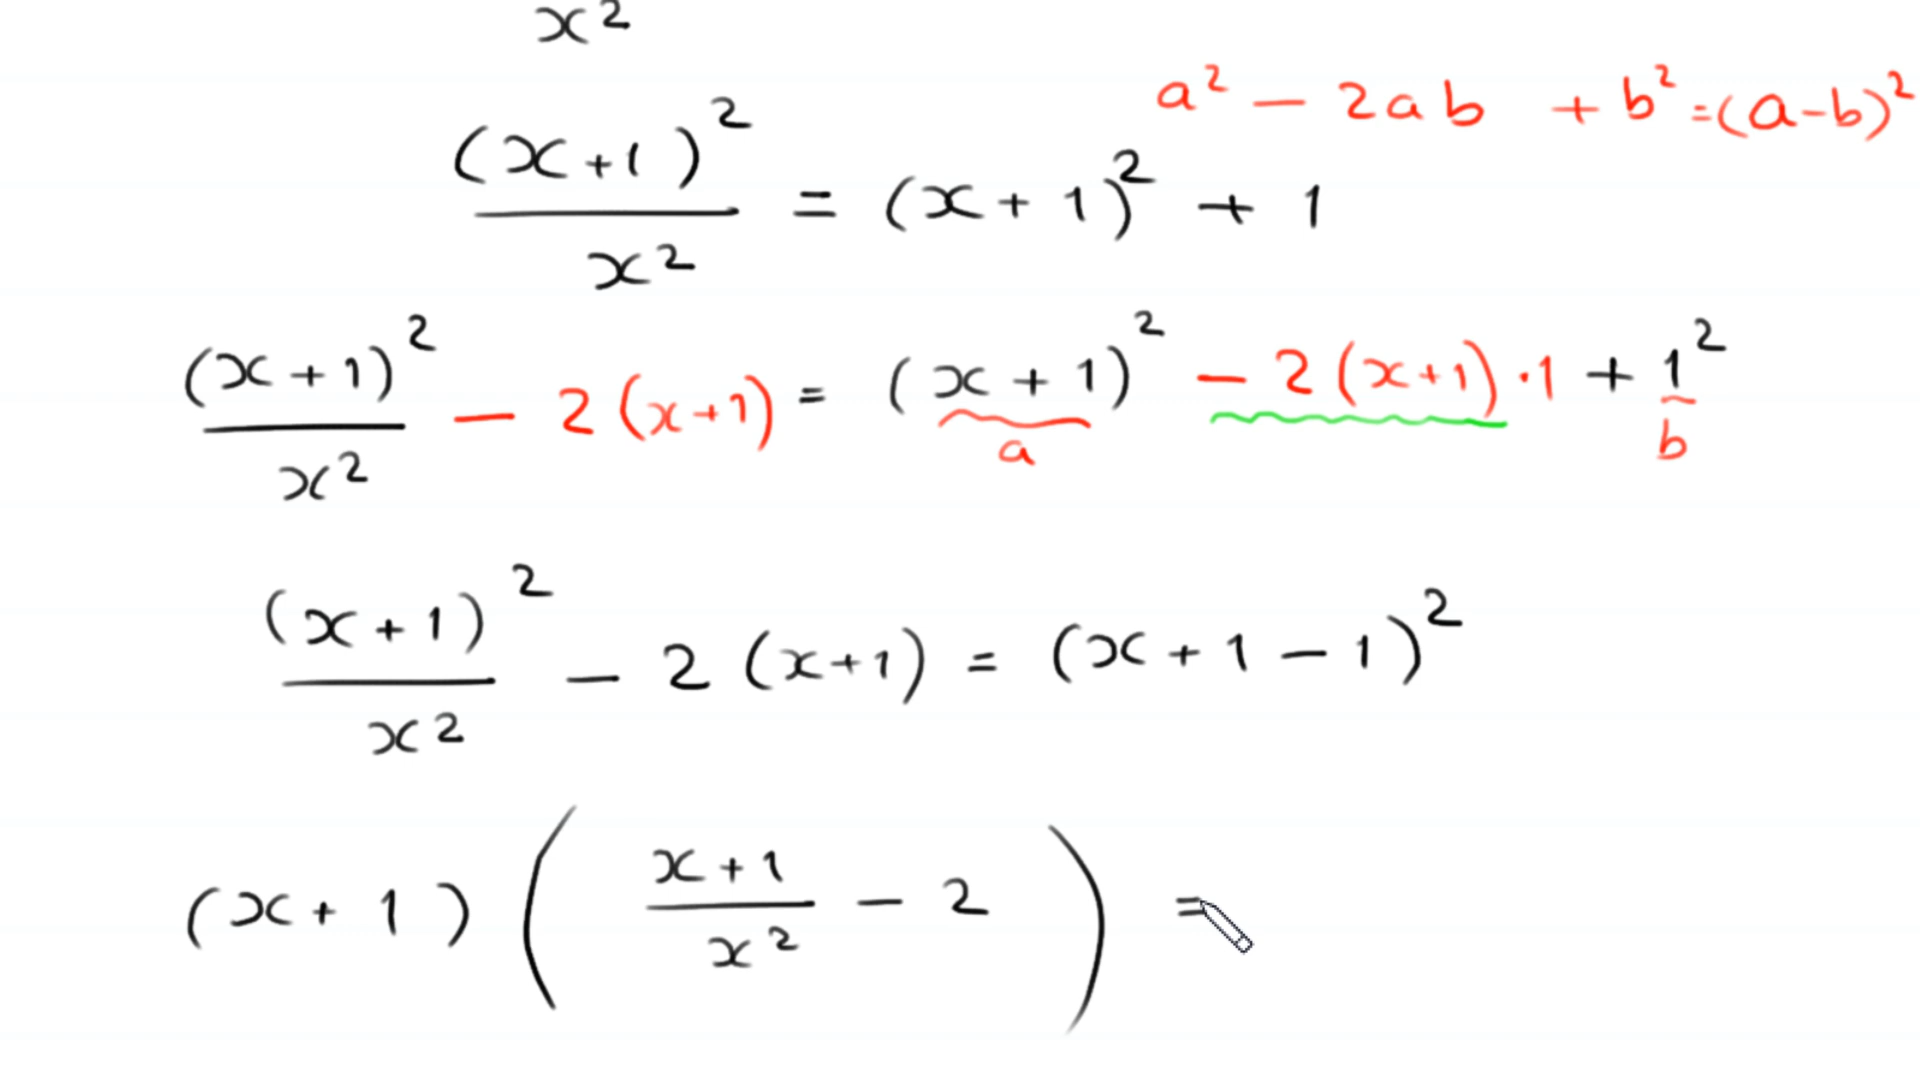 x²
a² - 2ab + b² = (a-b)²
(x+1)²/x² = (x+1)² + 1
(x+1)²/x² - 2(x+1) = (x+1)² - 2(x+1)·1 + 1²
a b
(x+1)²/x² - 2(x+1) = (x+1-1)²
(x+1)((x+1)/x² - 2) =